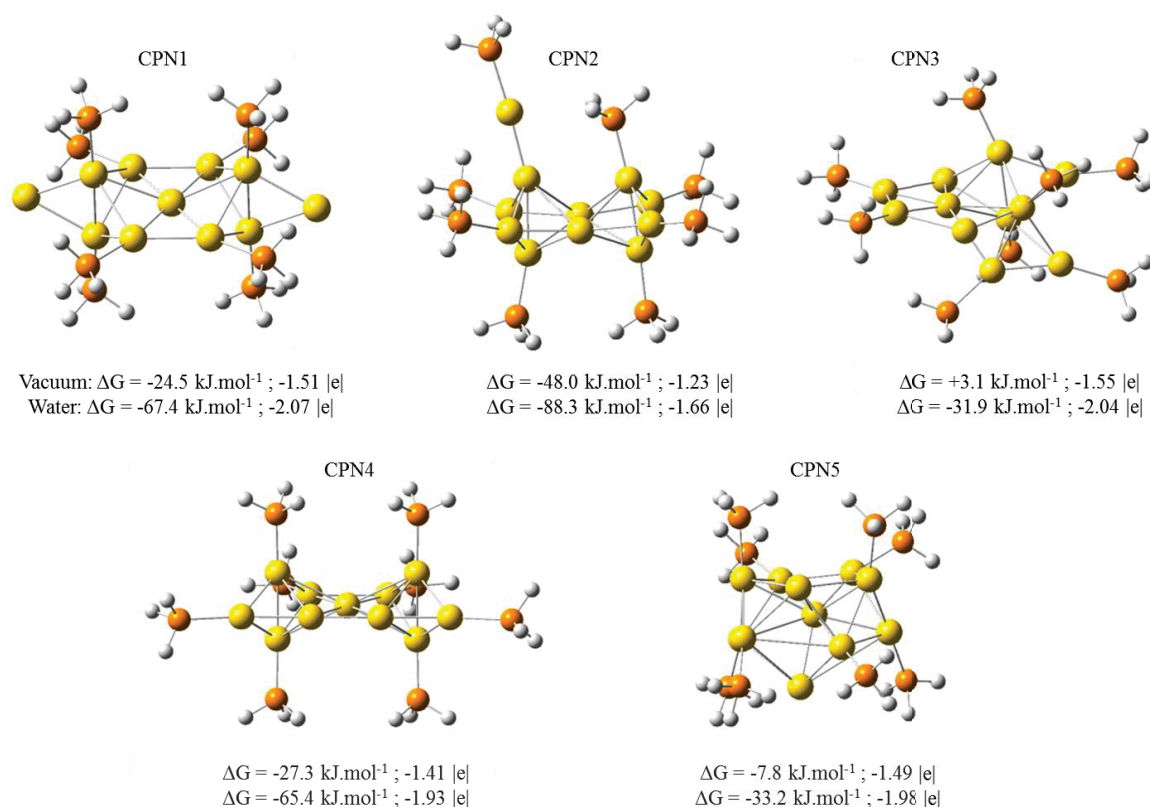 CPN1
CPN2
CPN3
Vacuum: ΔG = -24.5 kJ.mol⁻¹ ; -1.51 |e|
Water: ΔG = -67.4 kJ.mol⁻¹ ; -2.07 |e|
ΔG = -48.0 kJ.mol⁻¹ ; -1.23 |e|
ΔG = -88.3 kJ.mol⁻¹ ; -1.66 |e|
ΔG = +3.1 kJ.mol⁻¹ ; -1.55 |e|
ΔG = -31.9 kJ.mol⁻¹ ; -2.04 |e|
CPN4
CPN5
ΔG = -27.3 kJ.mol⁻¹ ; -1.41 |e|
ΔG = -65.4 kJ.mol⁻¹ ; -1.93 |e|
ΔG = -7.8 kJ.mol⁻¹ ; -1.49 |e|
ΔG = -33.2 kJ.mol⁻¹ ; -1.98 |e|